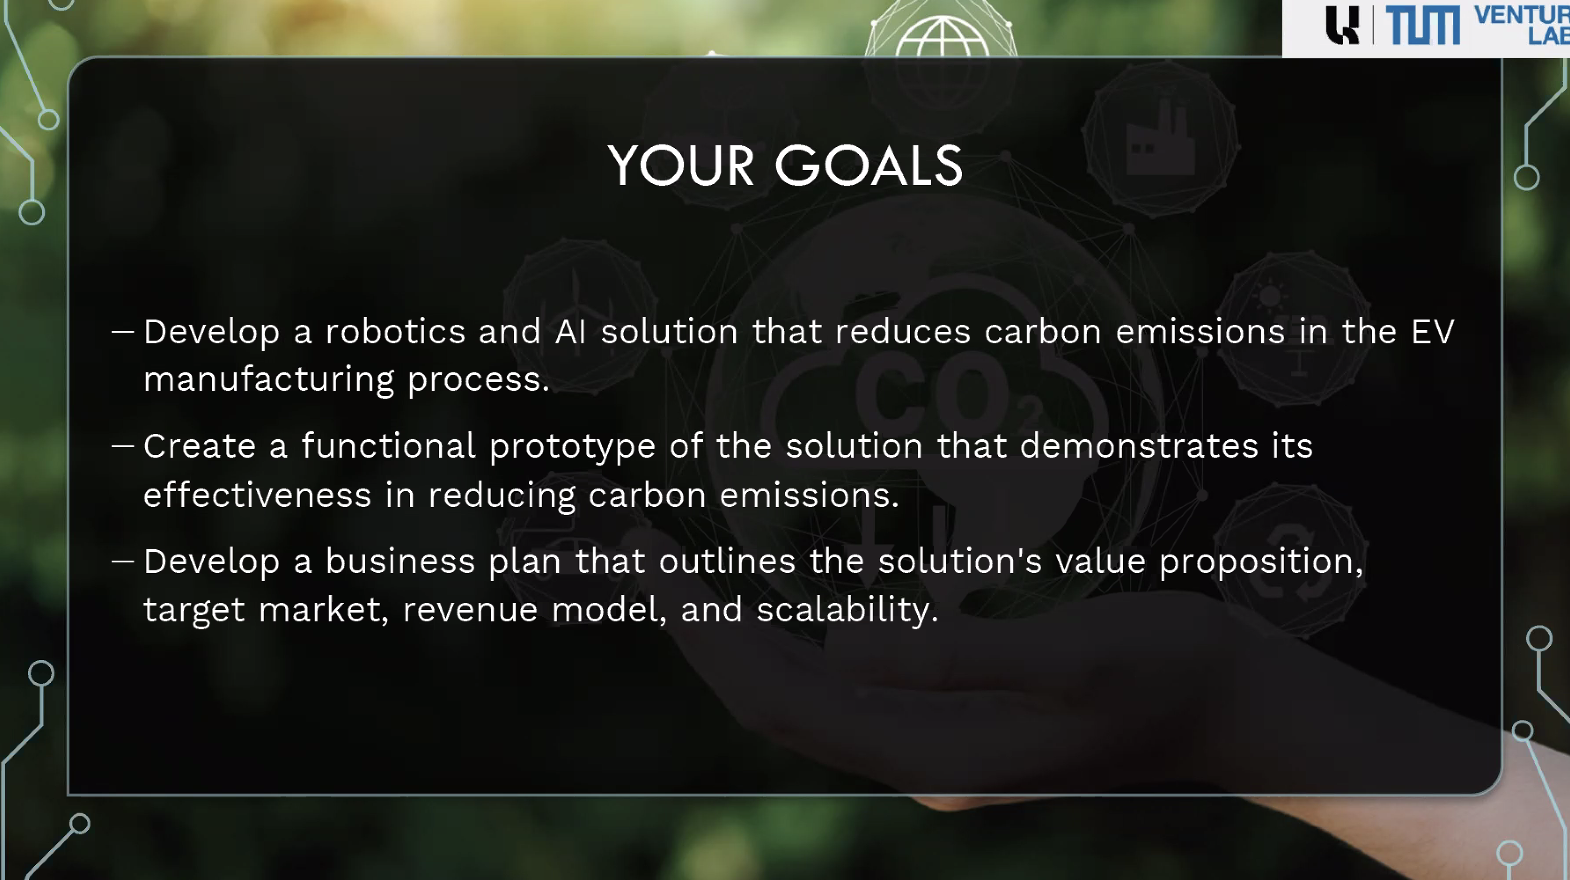 TUM
VENTUR
LAB
YOUR GOALS
– Develop a robotics and AI solution that reduces carbon emissions in the EV
manufacturing process.
– Create a functional prototype of the solution that demonstrates its
effectiveness in reducing carbon emissions.
– Develop a business plan that outlines the solution's value proposition,
target market, revenue model, and scalability.
CO2